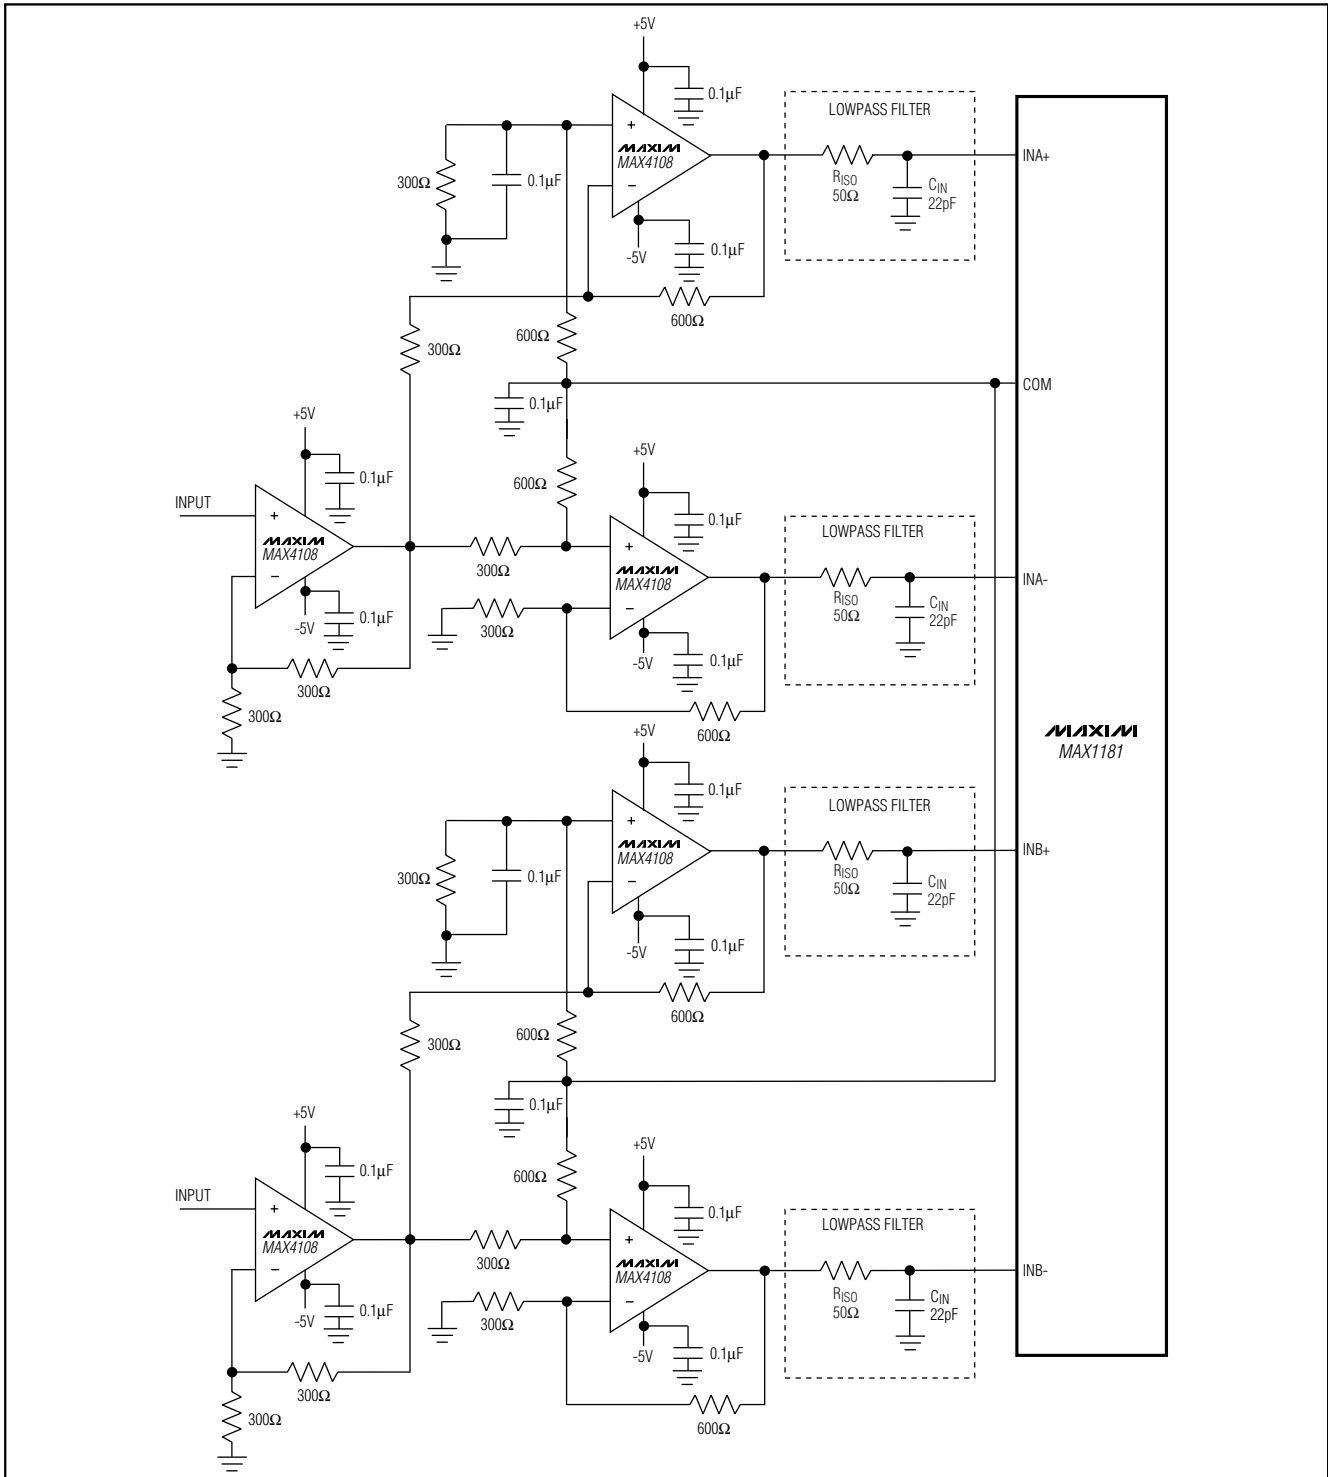 +5V
0.1µF
LOWPASS FILTER
MAXIM
MAX4108
INA+
300Ω
0.1µF
RISO
50Ω
CIN
22pF
-5V
0.1µF
600Ω
300Ω
600Ω
COM
0.1µF
+5V
+5V
0.1µF
600Ω
0.1µF
INPUT
LOWPASS FILTER
MAXIM
MAX4108
300Ω
MAXIM
MAX4108
INA-
RISO
50Ω
CIN
22pF
-5V
0.1µF
300Ω
-5V
0.1µF
300Ω
300Ω
600Ω
+5V
MAXIM
MAX1181
0.1µF
LOWPASS FILTER
MAXIM
MAX4108
INB+
300Ω
0.1µF
RISO
50Ω
CIN
22pF
-5V
0.1µF
600Ω
300Ω
600Ω
0.1µF
+5V
+5V
0.1µF
600Ω
0.1µF
INPUT
LOWPASS FILTER
MAXIM
MAX4108
300Ω
MAXIM
MAX4108
INB-
RISO
50Ω
CIN
22pF
-5V
0.1µF
300Ω
-5V
0.1µF
300Ω
300Ω
600Ω